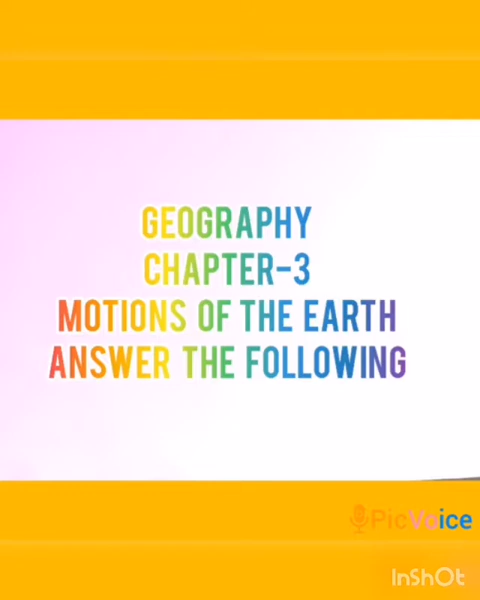 GEOGRAPHY
CHAPTER-3
MOTIONS OF THE EARTH
ANSWER THE FOLLOWING
PicVoice
InShOt